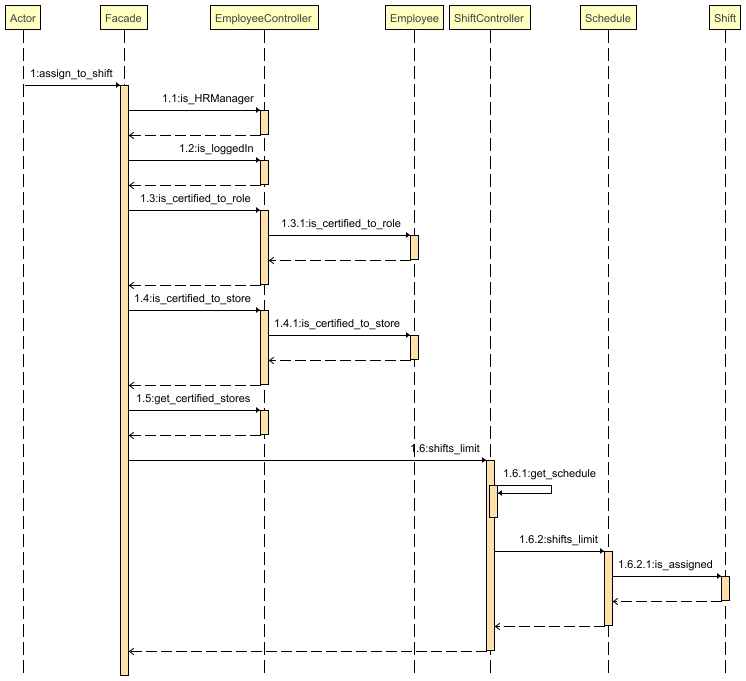 Actor
Facade
EmployeeController
Employee
ShiftController
Schedule
Shift
1:assign_to_shift
1.1:is_HRManager
1.2:is_loggedIn
1.3:is_certified_to_role
1.3.1:is_certified_to_role
1.4:is_certified_to_store
1.4.1:is_certified_to_store
1.5:get_certified_stores
1.6:shifts_limit
1.6.1:get_schedule
1.6.2:shifts_limit
1.6.2.1:is_assigned